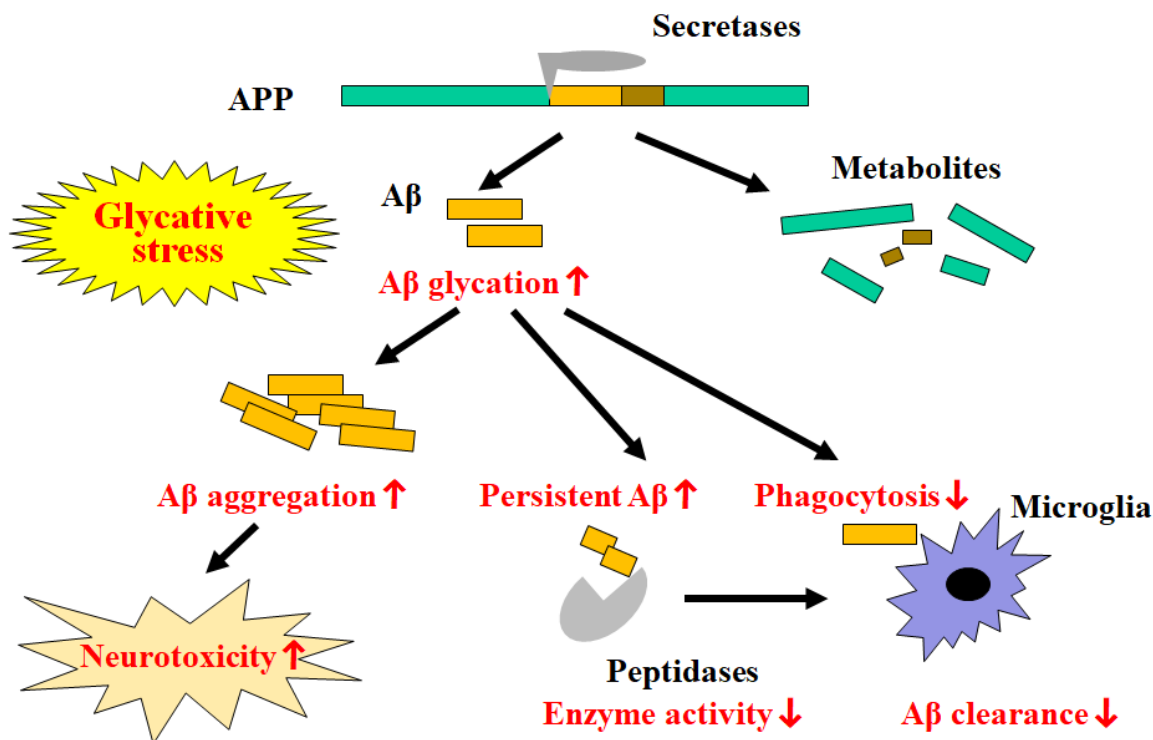 Secretases
APP
Metabolites
Aβ
Glycative
stress
Aβ glycation ↑
Aβ aggregation ↑
Persistent Aβ ↑
Phagocytosis ↓
Microglia
Neurotoxicity ↑
Peptidases
Enzyme activity ↓
Aβ clearance ↓